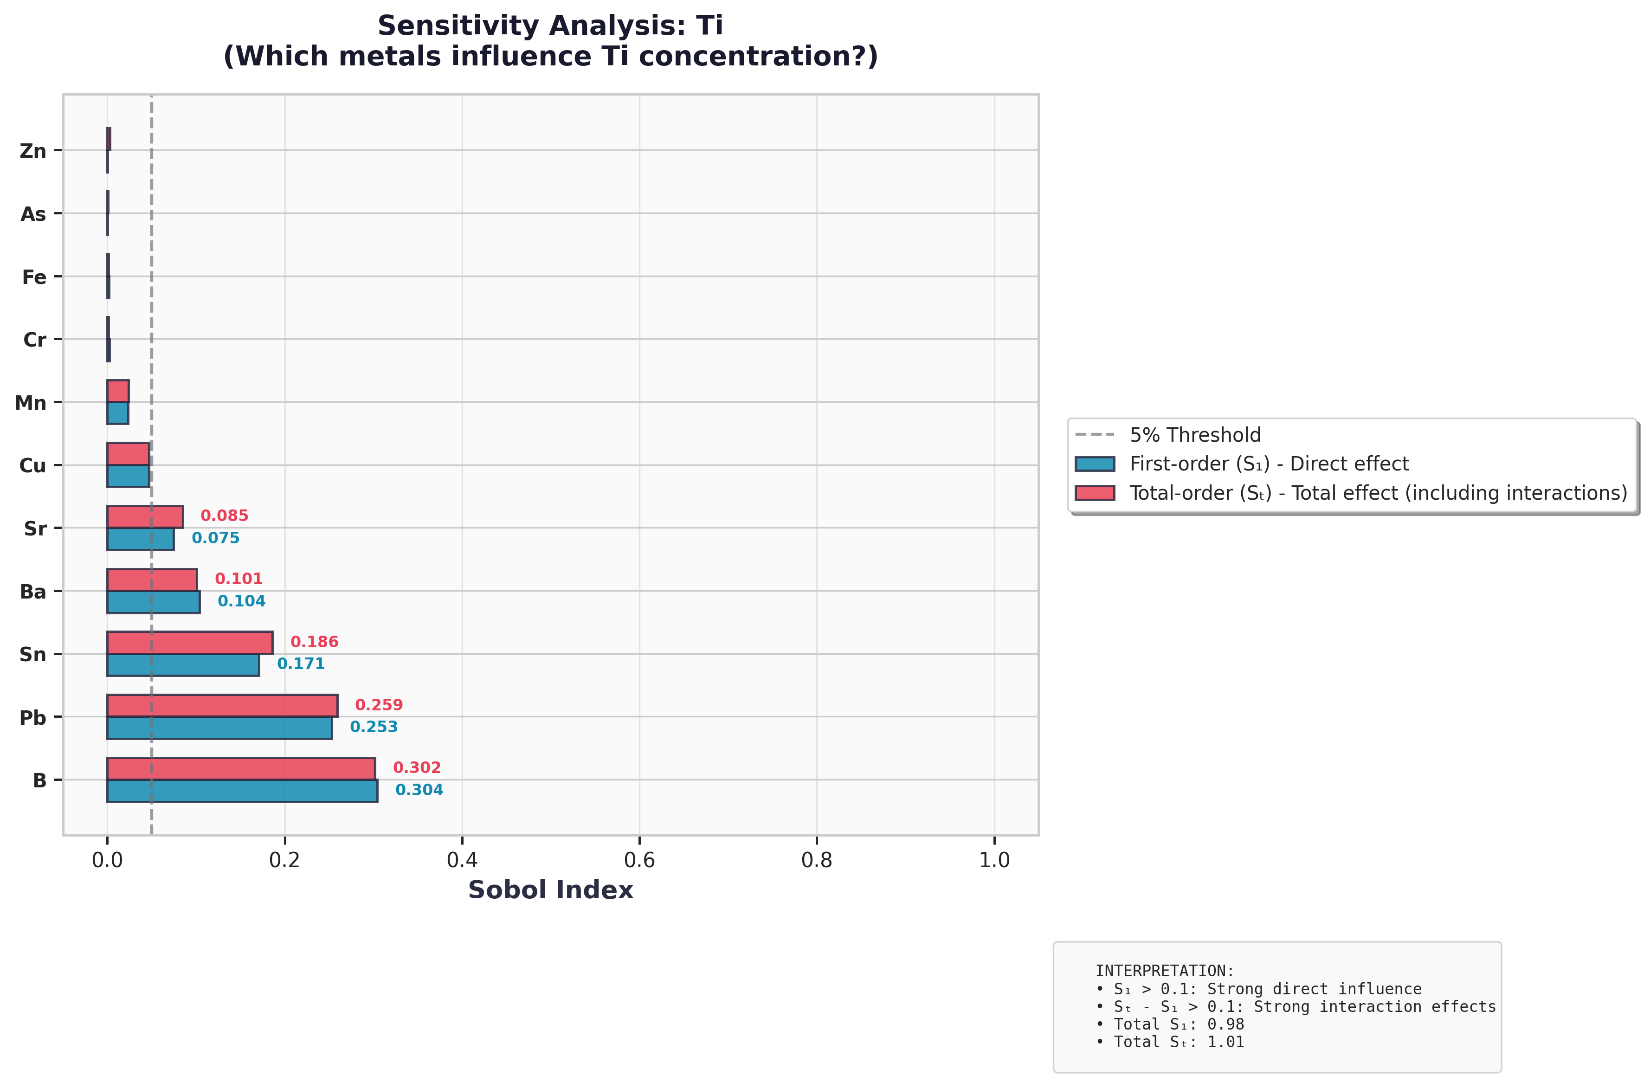 Sensitivity Analysis: Ti
(Which metals influence Ti concentration?)
Zn
As
Fe
Cr
Mn
Cu
Sr
0.085
0.075
Ba
0.101
0.104
Sn
0.186
0.171
Pb
0.259
0.253
B
0.302
0.304
0.0 0.2 0.4 0.6 0.8 1.0
Sobol Index
5% Threshold
First-order (S₁) - Direct effect
Total-order (Sₜ) - Total effect (including interactions)
INTERPRETATION:
• S₁ > 0.1: Strong direct influence
• Sₜ - S₁ > 0.1: Strong interaction effects
• Total S₁: 0.98
• Total Sₜ: 1.01